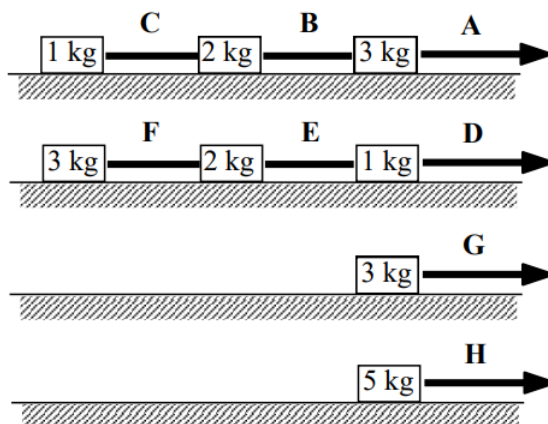 C B A
1 kg 2 kg 3 kg
F E D
3 kg 2 kg 1 kg
G
3 kg
H
5 kg